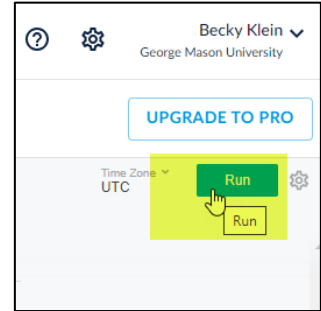 Becky Klein
George Mason University
UPGRADE TO PRO
Time Zone
UTC
Run
Run